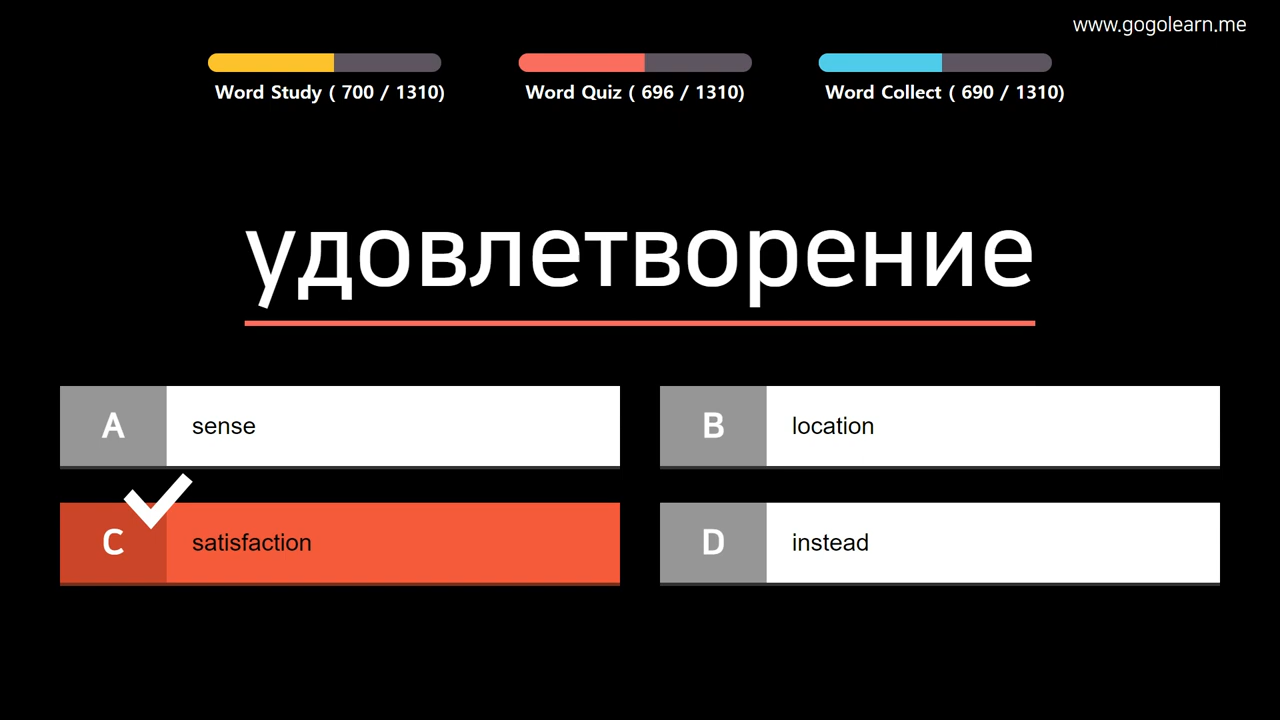 www.gogolearn.me
Word Study ( 700 / 1310)
Word Quiz ( 696 / 1310)
Word Collect ( 690 / 1310)
удовлетворение
A
sense
B
location
C
satisfaction
D
instead